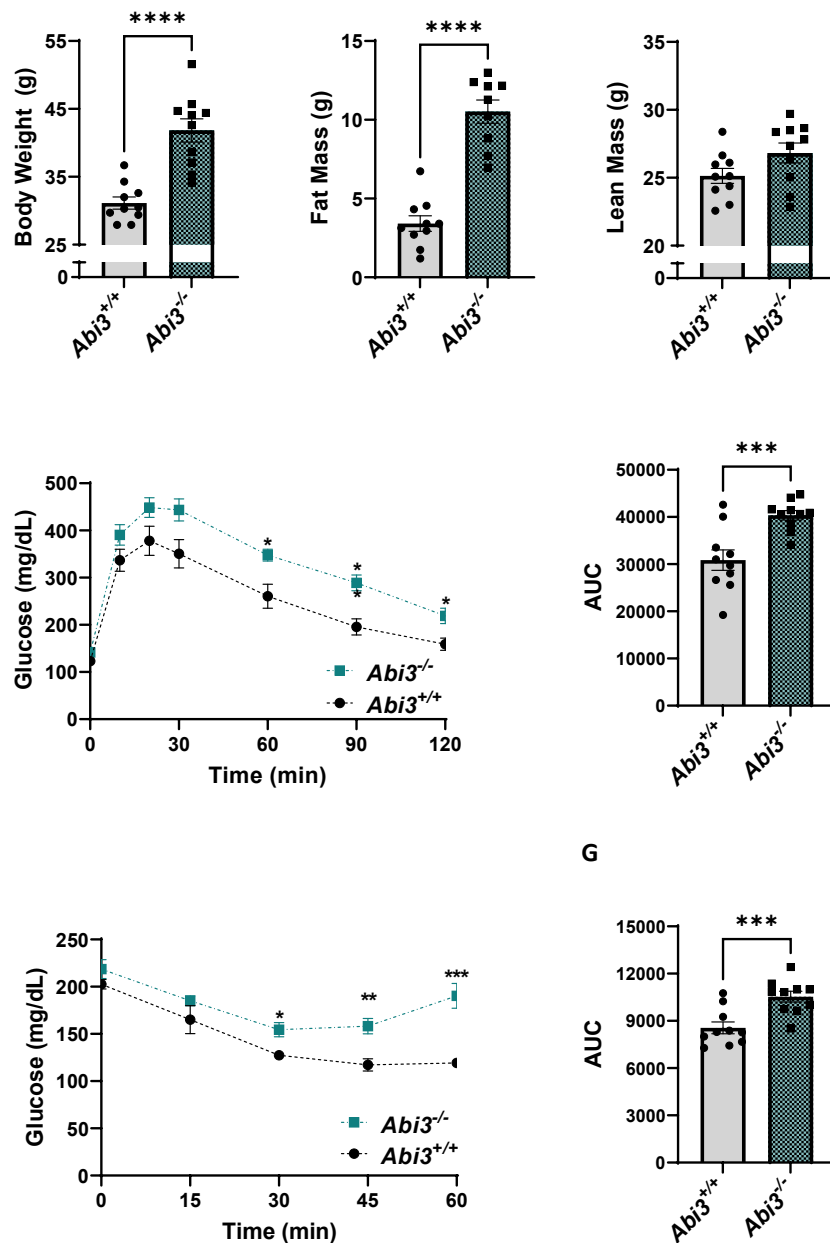 ****
Body Weight (g)
55
45
35
25
0
Abi3+/+
Abi3-/-
****
Fat Mass (g)
15
10
5
0
Abi3+/+
Abi3-/-
Lean Mass (g)
35
30
25
20
0
Abi3+/+
Abi3-/-
Glucose (mg/dL)
500
400
300
200
100
0
*
*
*
*
Abi3-/-
Abi3+/+
0 30 60 90 120
Time (min)
***
AUC
50000
40000
30000
20000
10000
0
Abi3+/+
Abi3-/-
Glucose (mg/dL)
250
200
150
100
50
0
*
**
***
Abi3-/-
Abi3+/+
0 15 30 45 60
Time (min)
G
***
AUC
15000
12000
9000
6000
3000
0
Abi3+/+
Abi3-/-